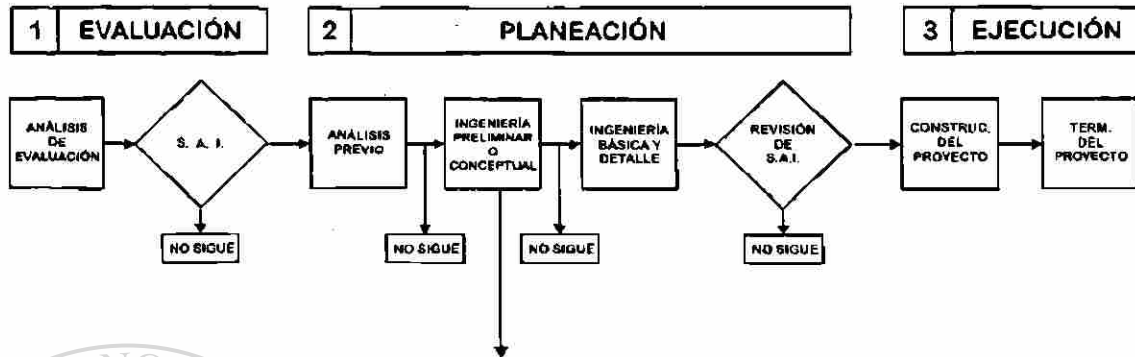 1 EVALUACIÓN
2 PLANEACIÓN
3 EJECUCIÓN
ANÁLISIS
DE
EVALUACIÓN
S. A. I.
NO SIGUE
ANÁLISIS
PREVIO
NO SIGUE
INGENIERÍA
PRELIMINAR
O
CONCEPTUAL
NO SIGUE
INGENIERÍA
BÁSICA Y
DETALLE
REVISIÓN
DE
S.A.I.
NO SIGUE
CONSTRUC.
DEL
PROYECTO
TERM.
DEL
PROYECTO